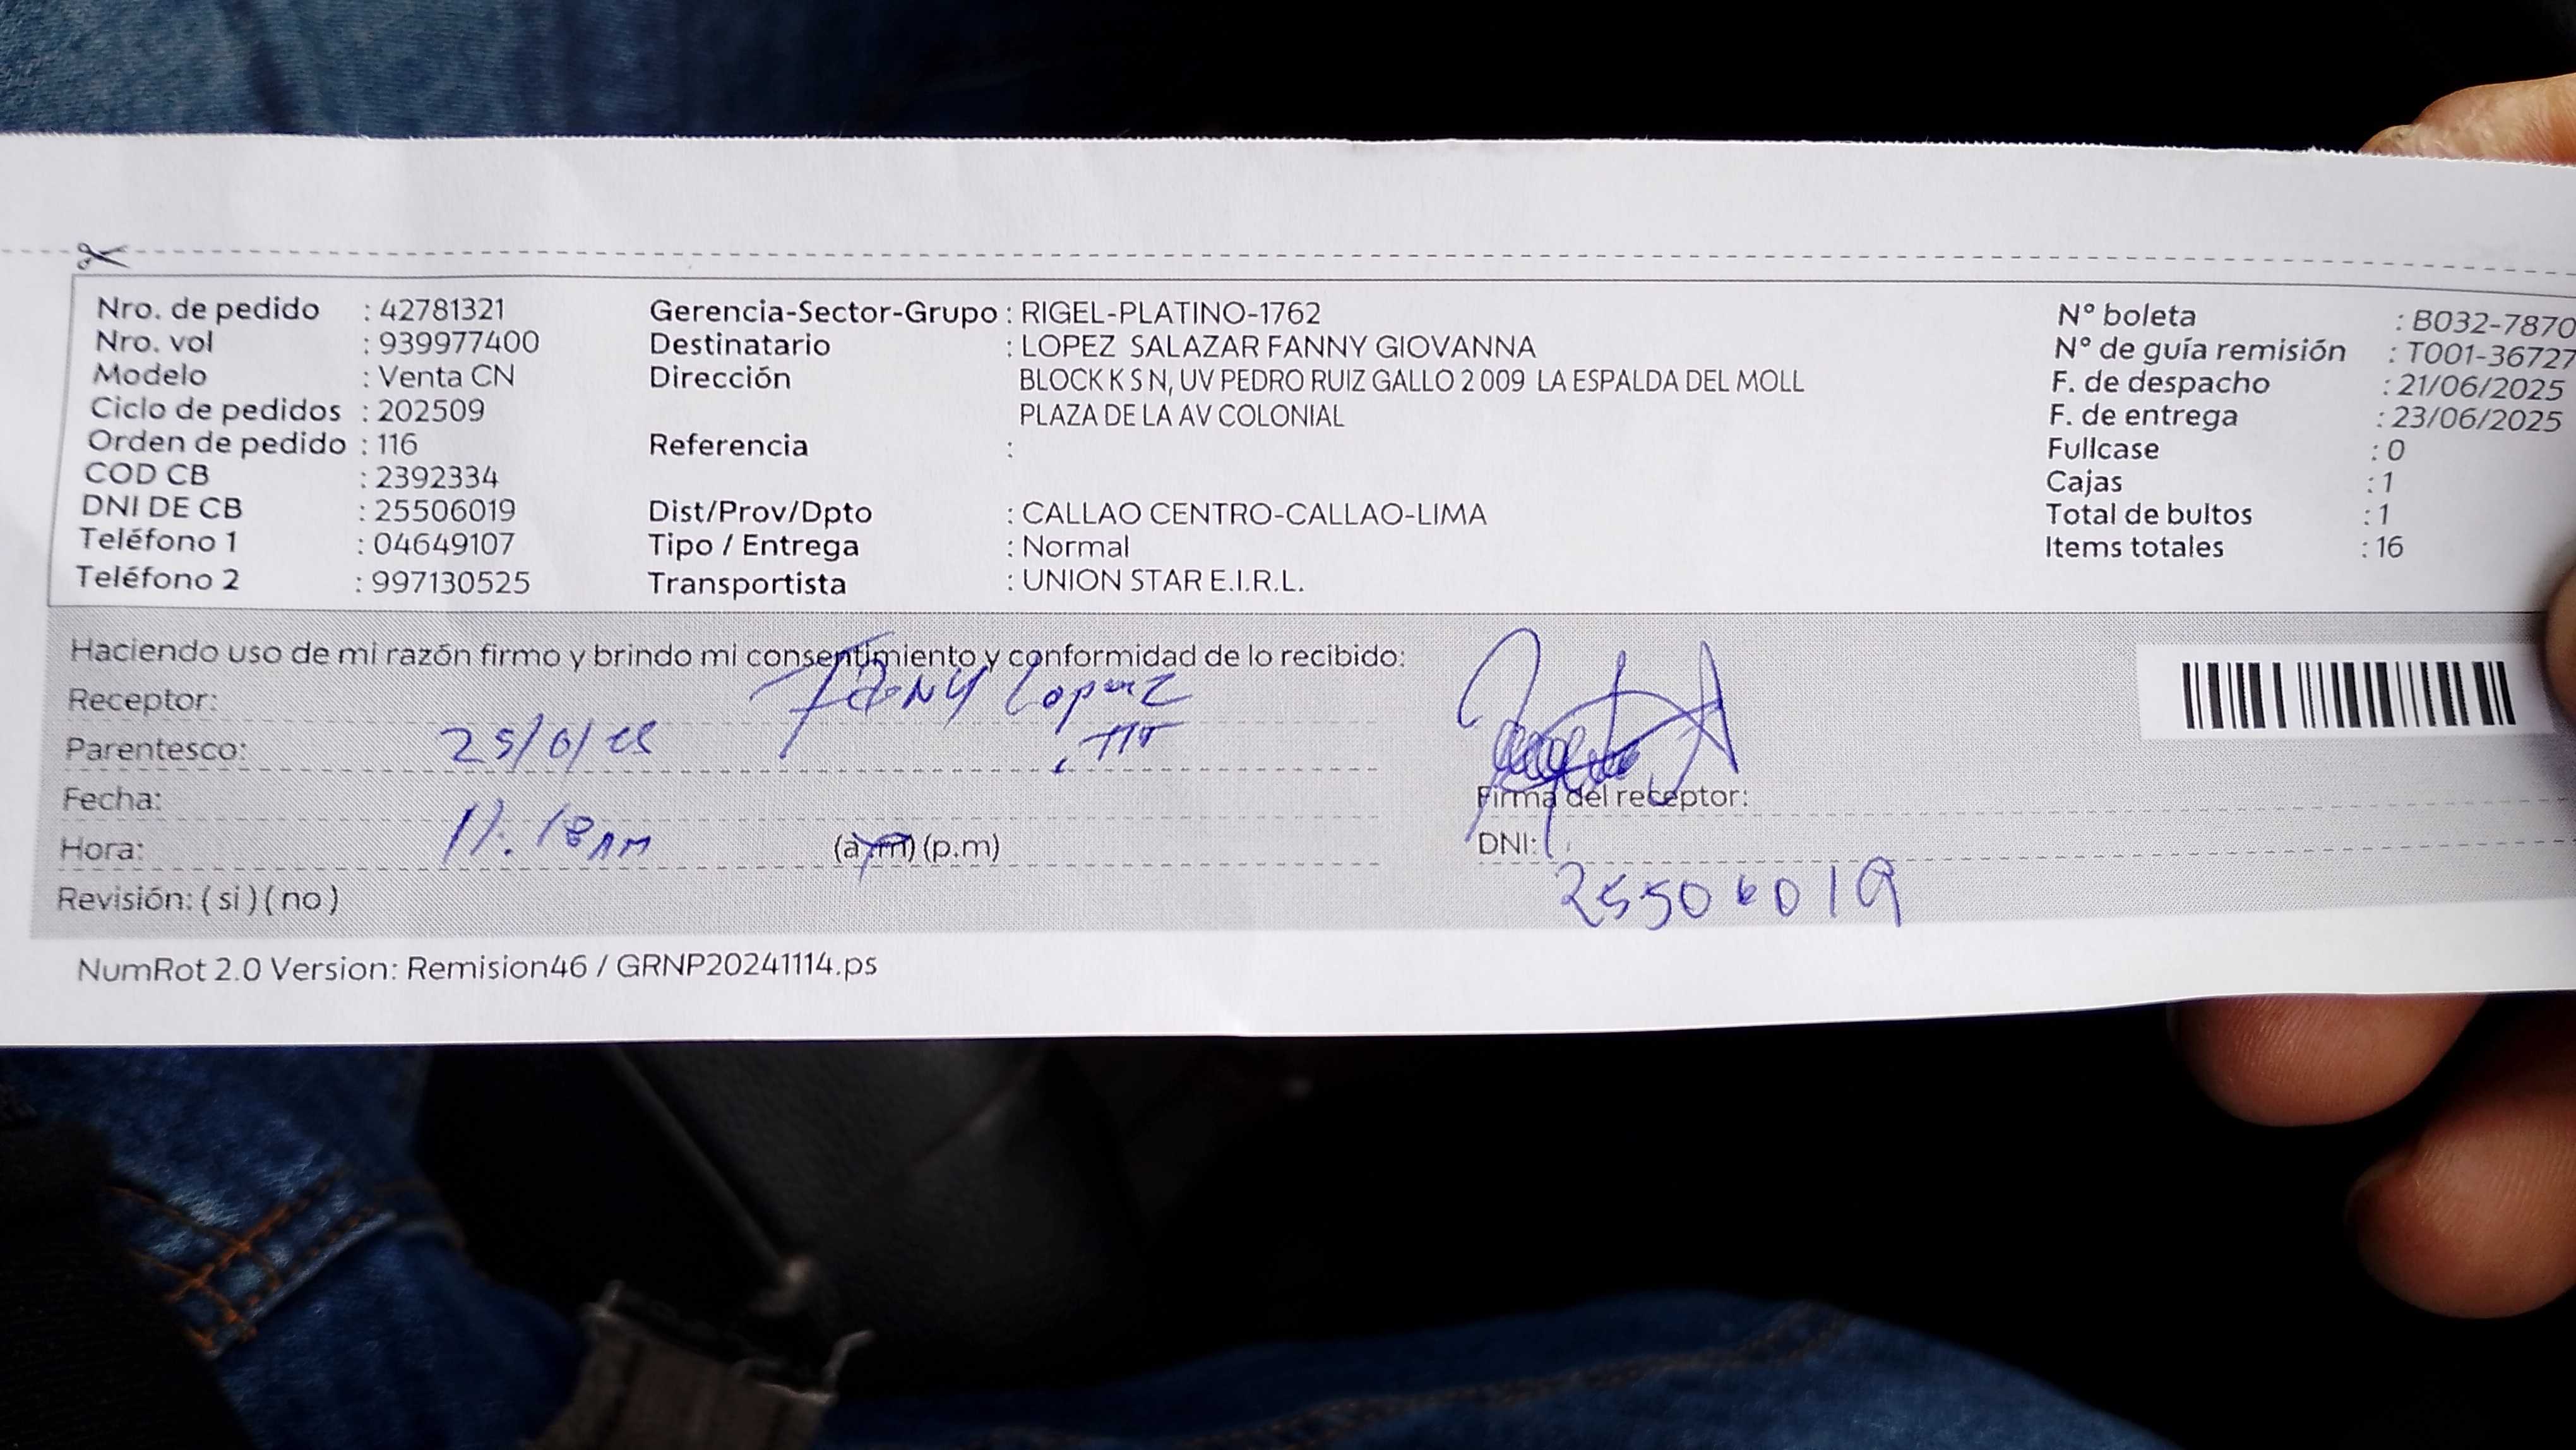 Nro. de pedido : 42781321 Gerencia-Sector-Grupo : RIGEL-PLATINO-1762 N° boleta : B032-7870
Nro. vol : 939977400 Destinatario : LOPEZ SALAZAR FANNY GIOVANNA N° de guía remisión : T001-36727
Modelo : Venta CN Dirección BLOCK K S N, UV PEDRO RUIZ GALLO 2 009 LA ESPALDA DEL MOLL F. de despacho : 21/06/2025
Ciclo de pedidos : 202509 PLAZA DE LA AV COLONIAL F. de entrega : 23/06/2025
Orden de pedido : 116 Referencia : Fullcase : 0
COD CB : 2392334 Cajas : 1
DNI DE CB : 25506019 Dist/Prov/Dpto : CALLAO CENTRO-CALLAO-LIMA Total de bultos : 1
Teléfono 1 : 04649107 Tipo / Entrega : Normal Items totales : 16
Teléfono 2 : 997130525 Transportista : UNION STAR E.I.R.L.
Haciendo uso de mi razón firmo y brindo mi consentimiento y conformidad de lo recibido:
Receptor: Lopez
Parentesco: TIT
Fecha: Firma del receptor:
Hora: AM (a.m) (p.m) DNI: 25506019
Revisión: ( si ) ( no )
NumRot 2.0 Version: Remision46 / GRNP20241114.ps